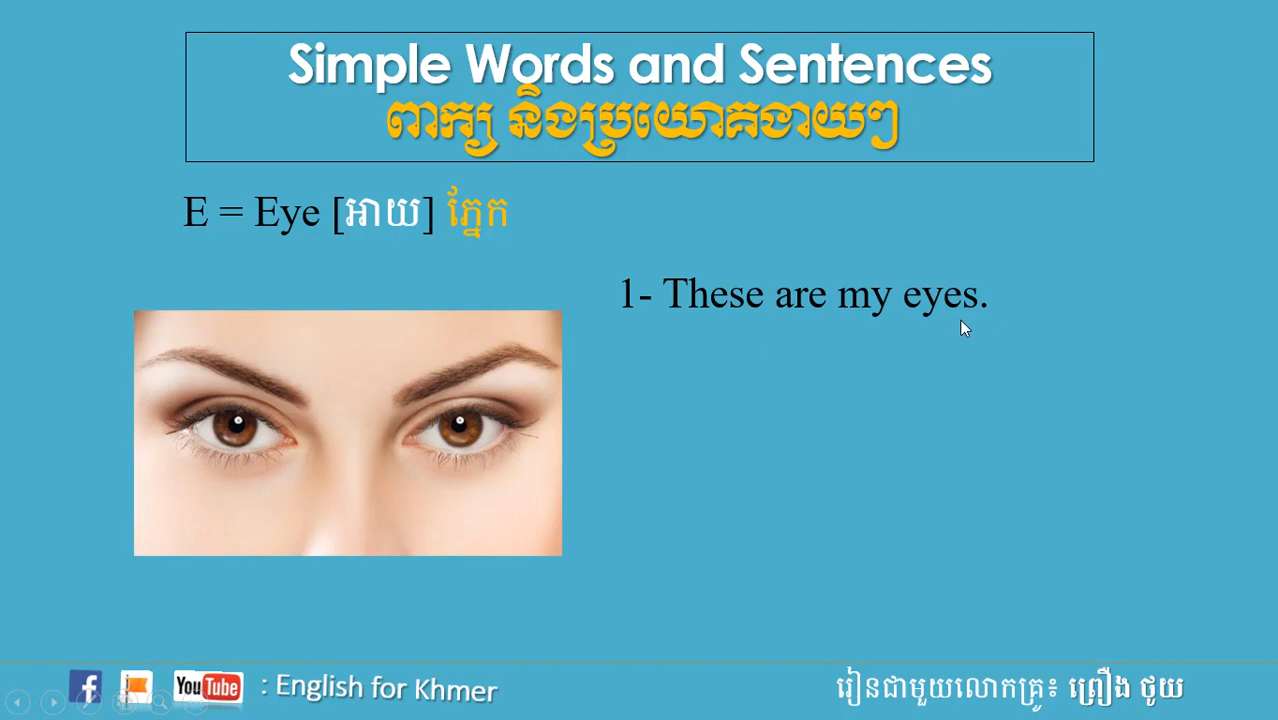 Simple Words and Sentences
ពាក្យ និងប្រយោគងាយៗ
E = Eye [អាយ] ភ្នែក
1- These are my eyes.
f YouTube : English for Khmer
រៀនជាមួយលោកគ្រូ៖ ព្រឿង ថូយ